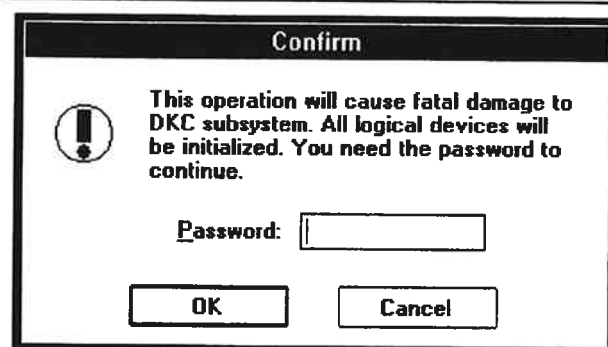 Confirm
This operation will cause fatal damage to
DKC subsystem. All logical devices will
be initialized. You need the password to
continue.
Password:
OK
Cancel